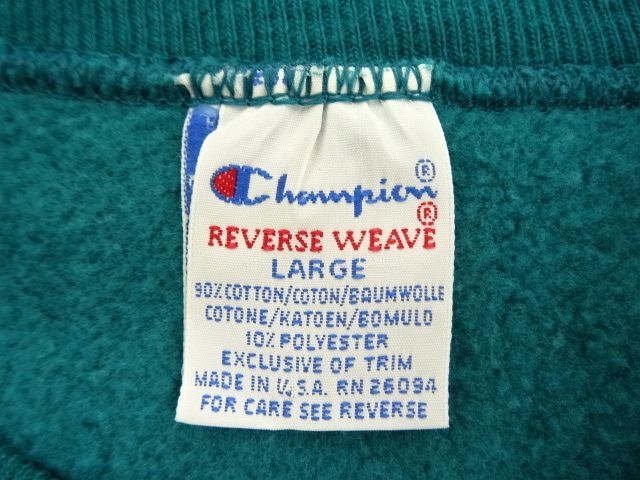 Champion®
REVERSE WEAVE®
LARGE
90% COTTON/COTON/BAUMWOLLE
COTONE/KATOEN/BOMULD
10% POLYESTER
EXCLUSIVE OF TRIM
MADE IN U.S.A. RN 26094
FOR CARE SEE REVERSE